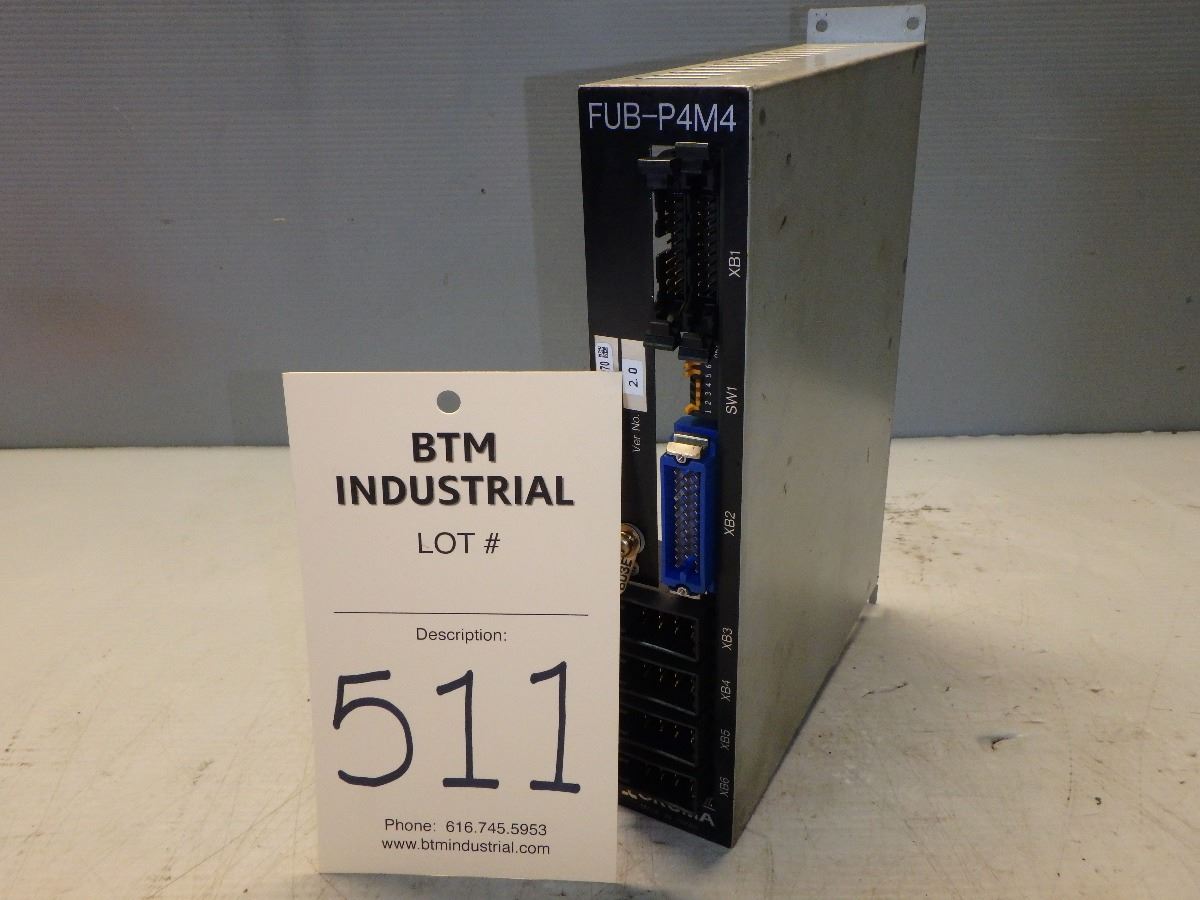 FUB-P4M4
XB1
2.0
1 2 3 4 5 6
SW1
Ver No.
XB2
XB3
XB4
XB5
XB6
BTM
INDUSTRIAL
LOT #
Description:
511
Phone: 616.745.5953
www.btmindustrial.com